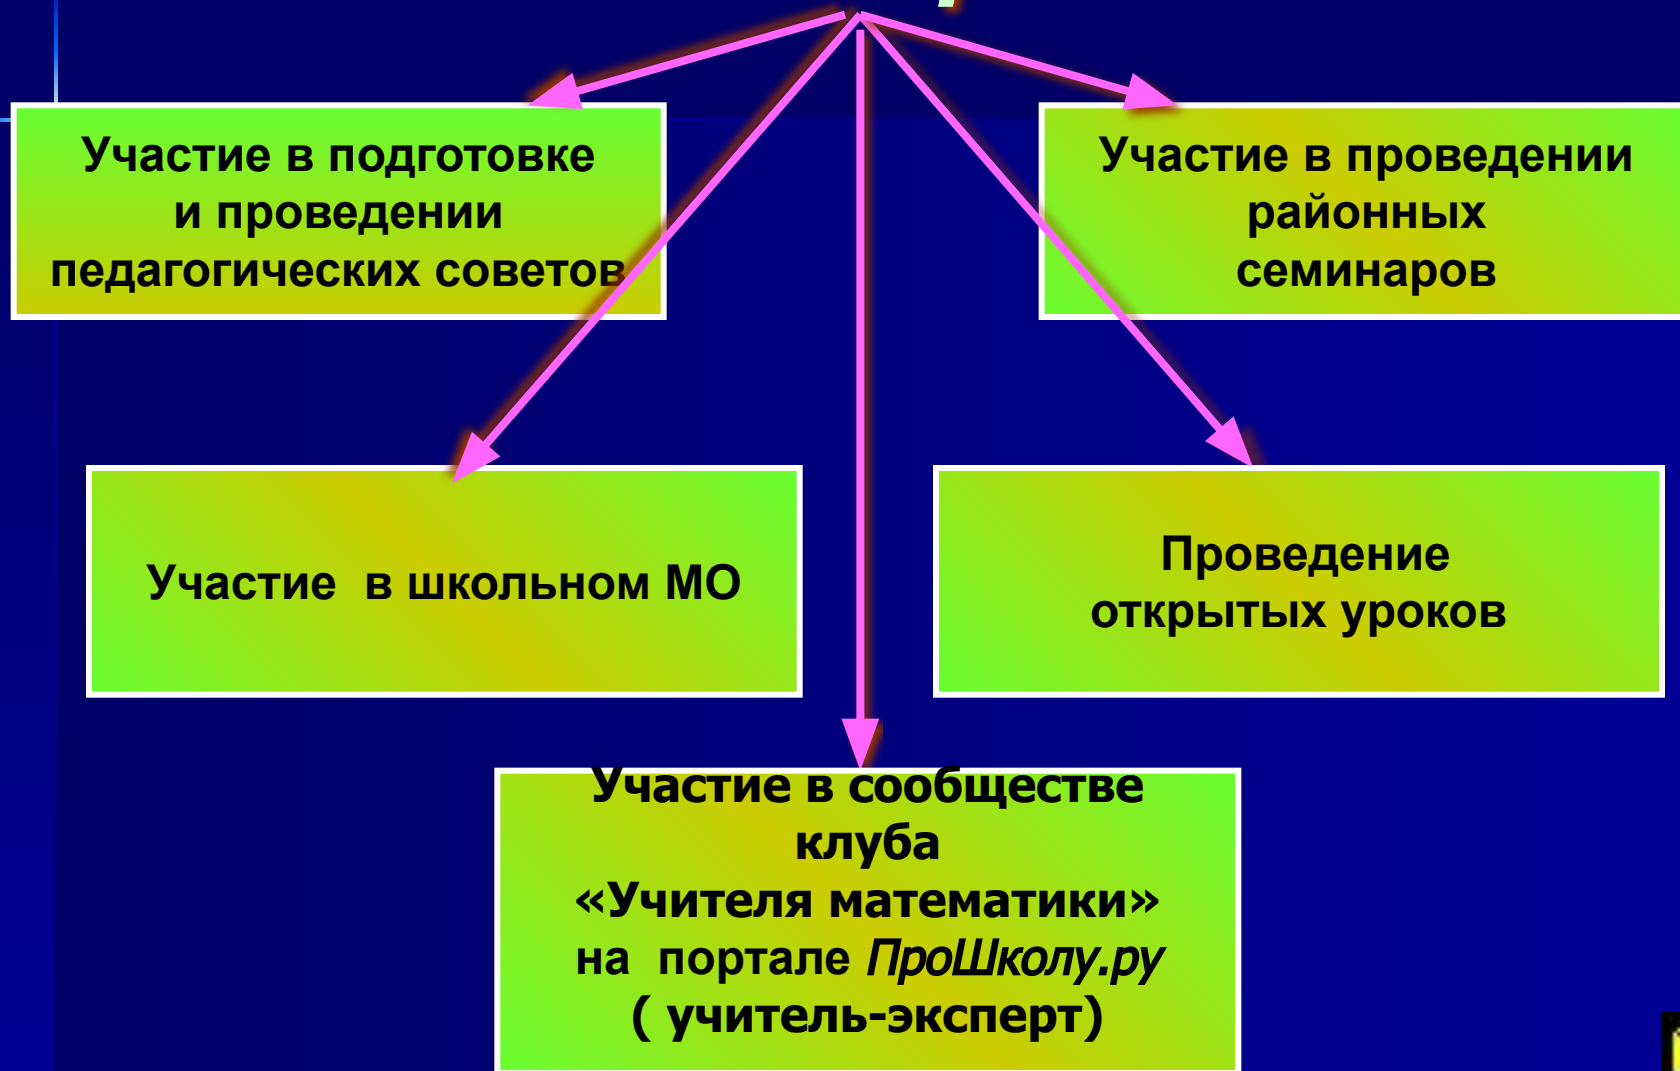 Участие в подготовке
и проведении
педагогических советов
Участие в проведении
районных
семинаров
Участие в школьном МО
Проведение
открытых уроков
Участие в сообществе
клуба
«Учителя математики»
на портале ПроШколу.ру
( учитель-эксперт)